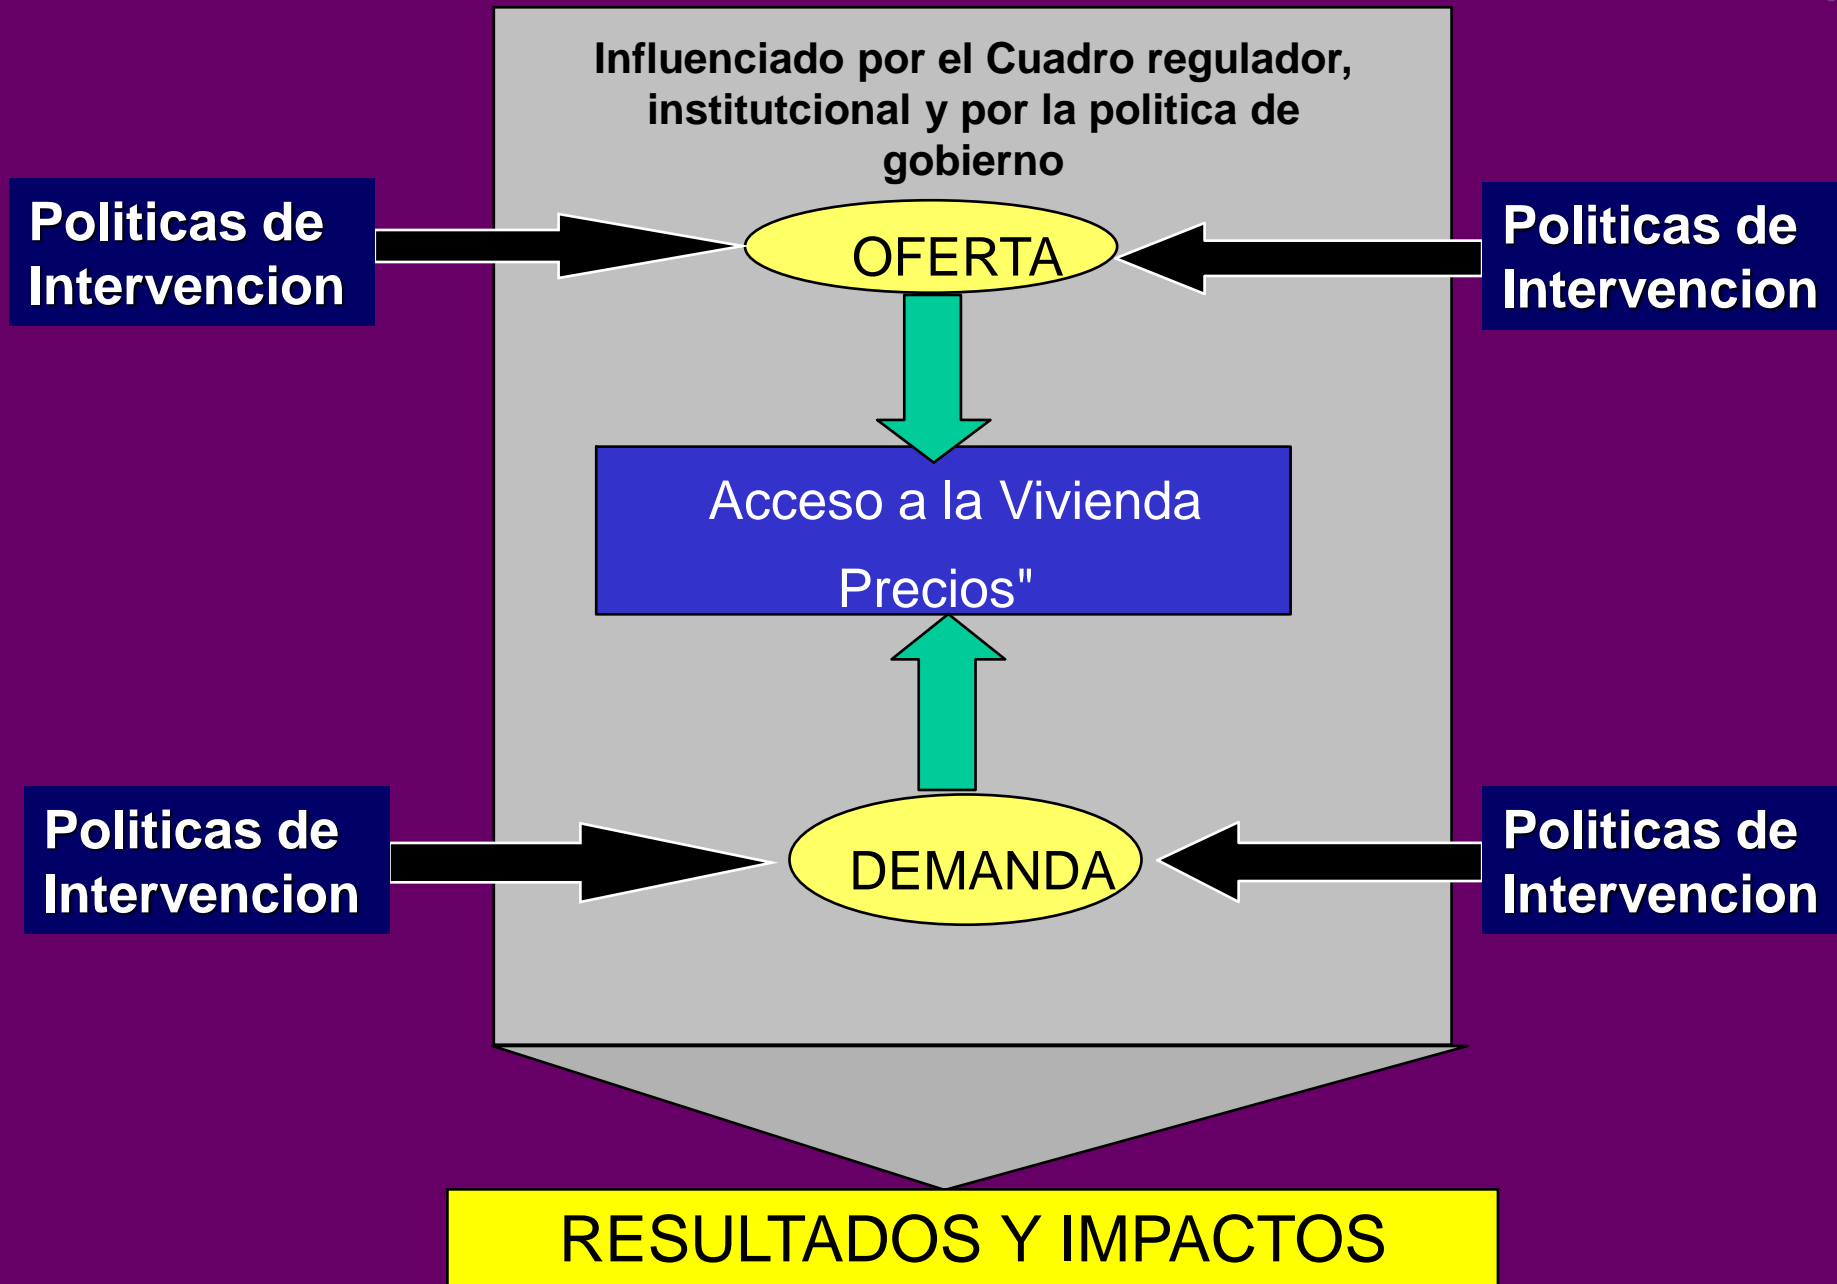 Influenciado por el Cuadro regulador,
institutcional y por la politica de
gobierno
Politicas de
Intervencion
OFERTA
Politicas de
Intervencion
Acceso a la Vivienda
Precios"
Politicas de
Intervencion
DEMANDA
Politicas de
Intervencion
RESULTADOS Y IMPACTOS